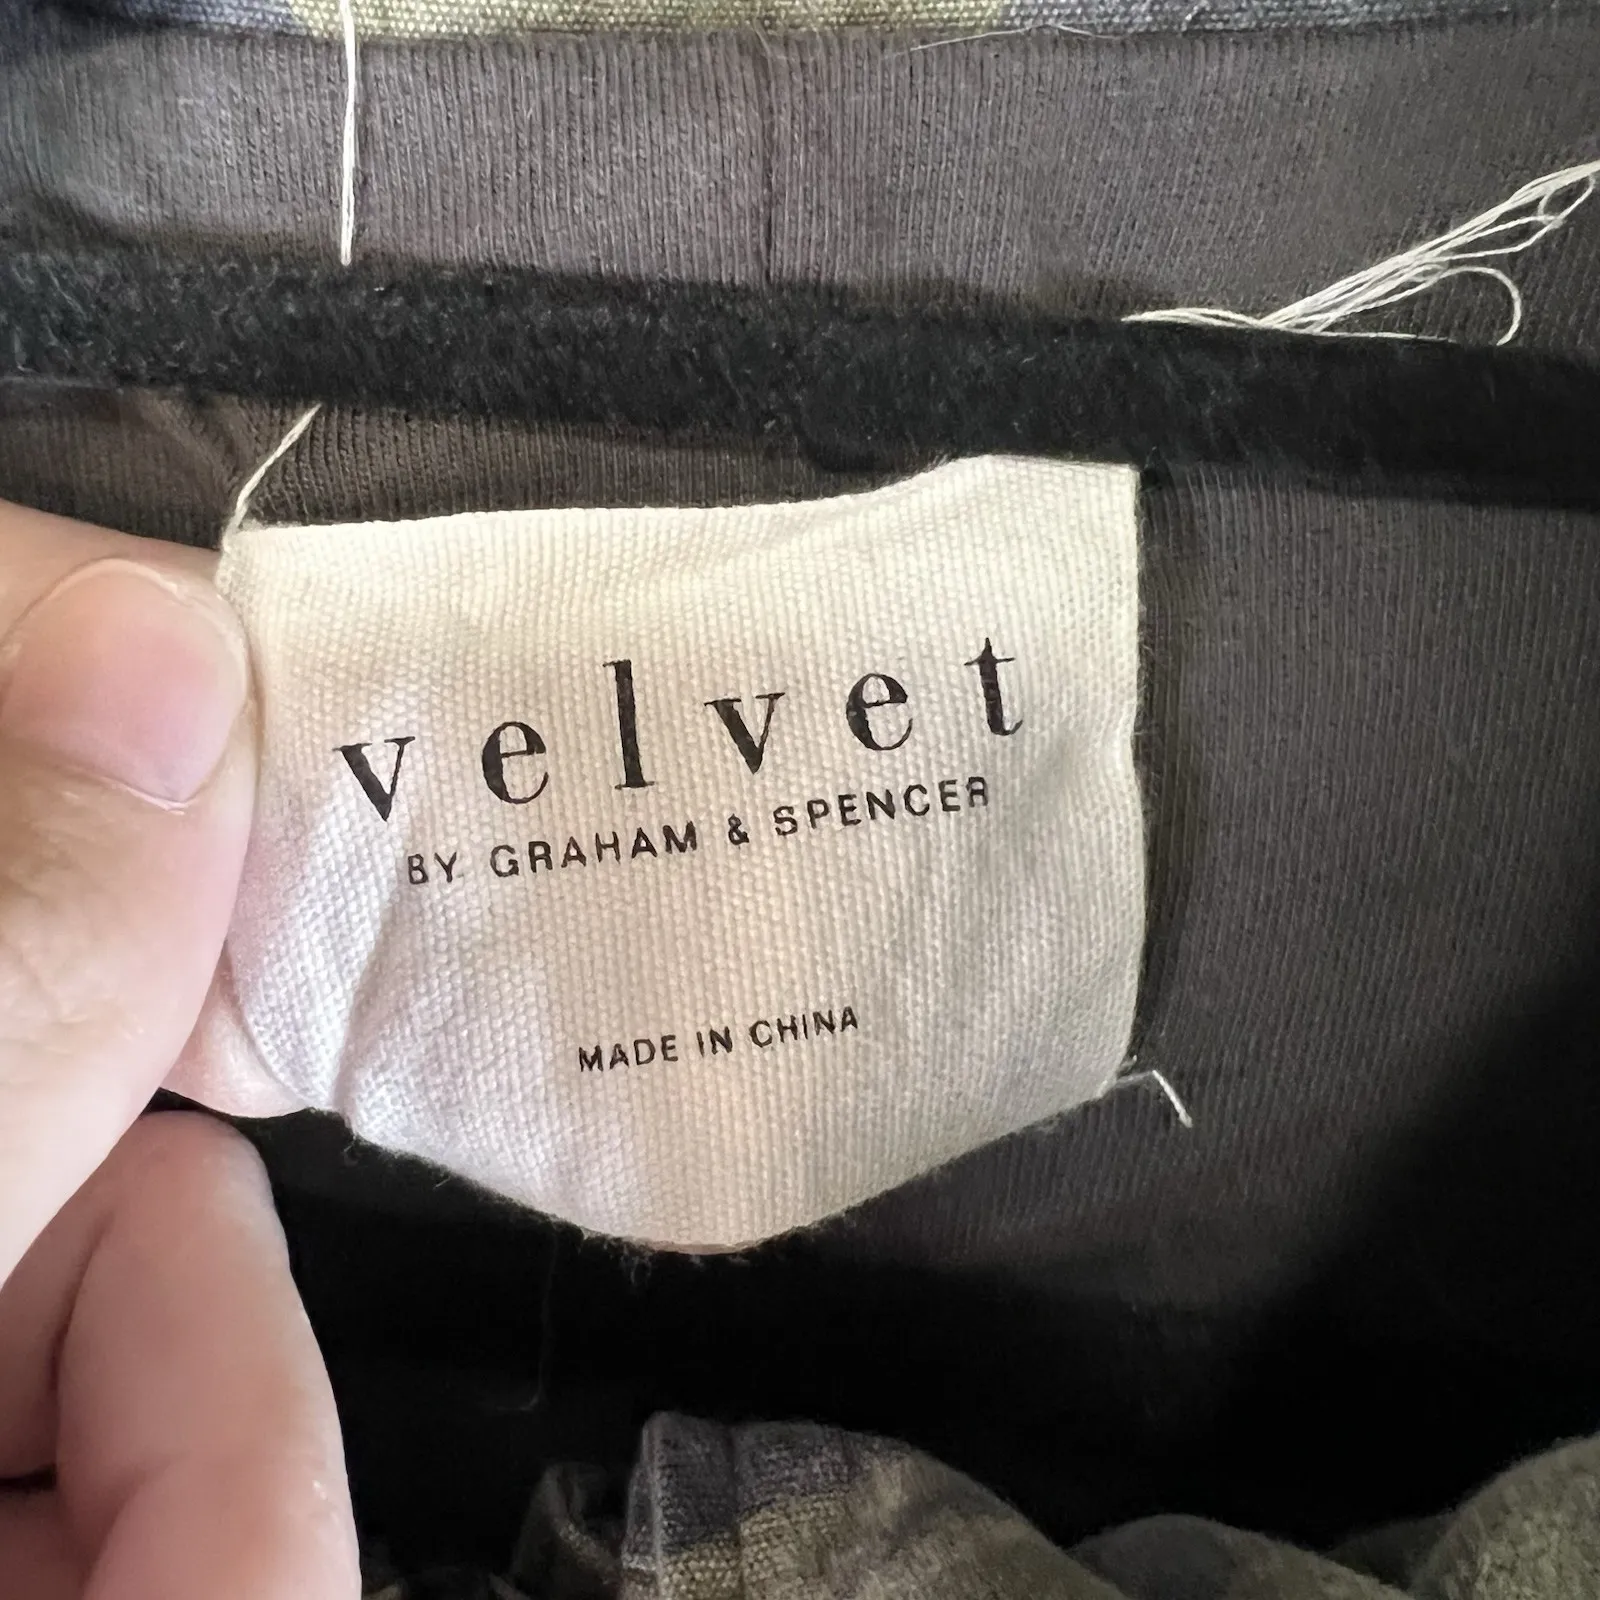 velvet
BY GRAHAM & SPENCER
MADE IN CHINA